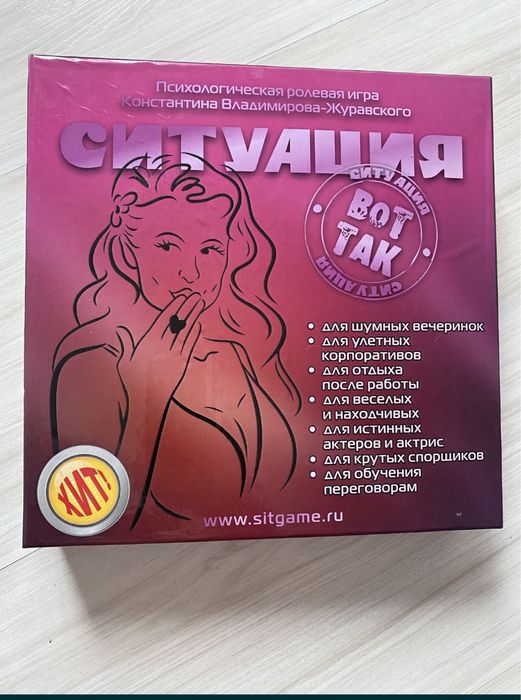 Психологическая ролевая игра
Константина Владимирова-Журавского
СИТУАЦИЯ
СИТУАЦИЯ
ВОТ
ТАК
СИТУАЦИЯ
• для шумных вечеринок
• для улетных
корпоративов
• для отдыха
после работы
• для веселых
и находчивых
• для истинных
актеров и актрис
• для крутых спорщиков
• для обучения
переговорам
ХИТ!
www.sitgame.ru